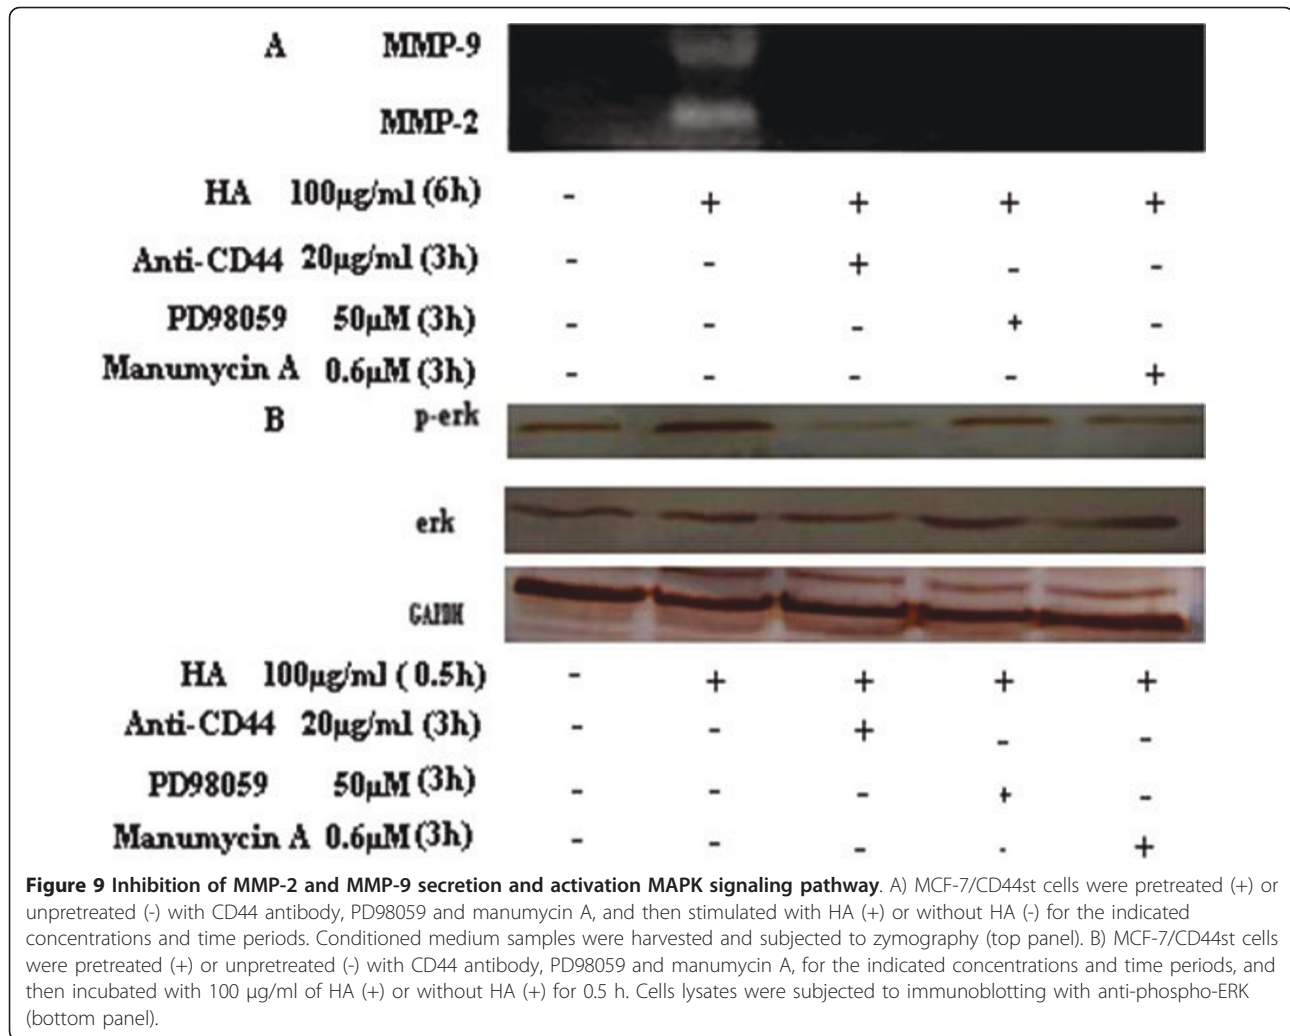 A MMP-9
MMP-2
HA 100µg/ml (6h) - + + + +
Anti-CD44 20µg/ml (3h) - - + - -
PD98059 50µM (3h) - - - + -
Manumycin A 0.6µM (3h) - - - - +
B p-erk
erk
GAPDH
HA 100µg/ml ( 0.5h) - + + + +
Anti-CD44 20µg/ml (3h) - - + - -
PD98059 50µM (3h) - - - + -
Manumycin A 0.6µM (3h) - - - - +
Figure 9 Inhibition of MMP-2 and MMP-9 secretion and activation MAPK signaling pathway. A) MCF-7/CD44st cells were pretreated (+) or
unpretreated (-) with CD44 antibody, PD98059 and manumycin A, and then stimulated with HA (+) or without HA (-) for the indicated
concentrations and time periods. Conditioned medium samples were harvested and subjected to zymography (top panel). B) MCF-7/CD44st cells
were pretreated (+) or unpretreated (-) with CD44 antibody, PD98059 and manumycin A, for the indicated concentrations and time periods, and
then incubated with 100 µg/ml of HA (+) or without HA (+) for 0.5 h. Cells lysates were subjected to immunoblotting with anti-phospho-ERK
(bottom panel).